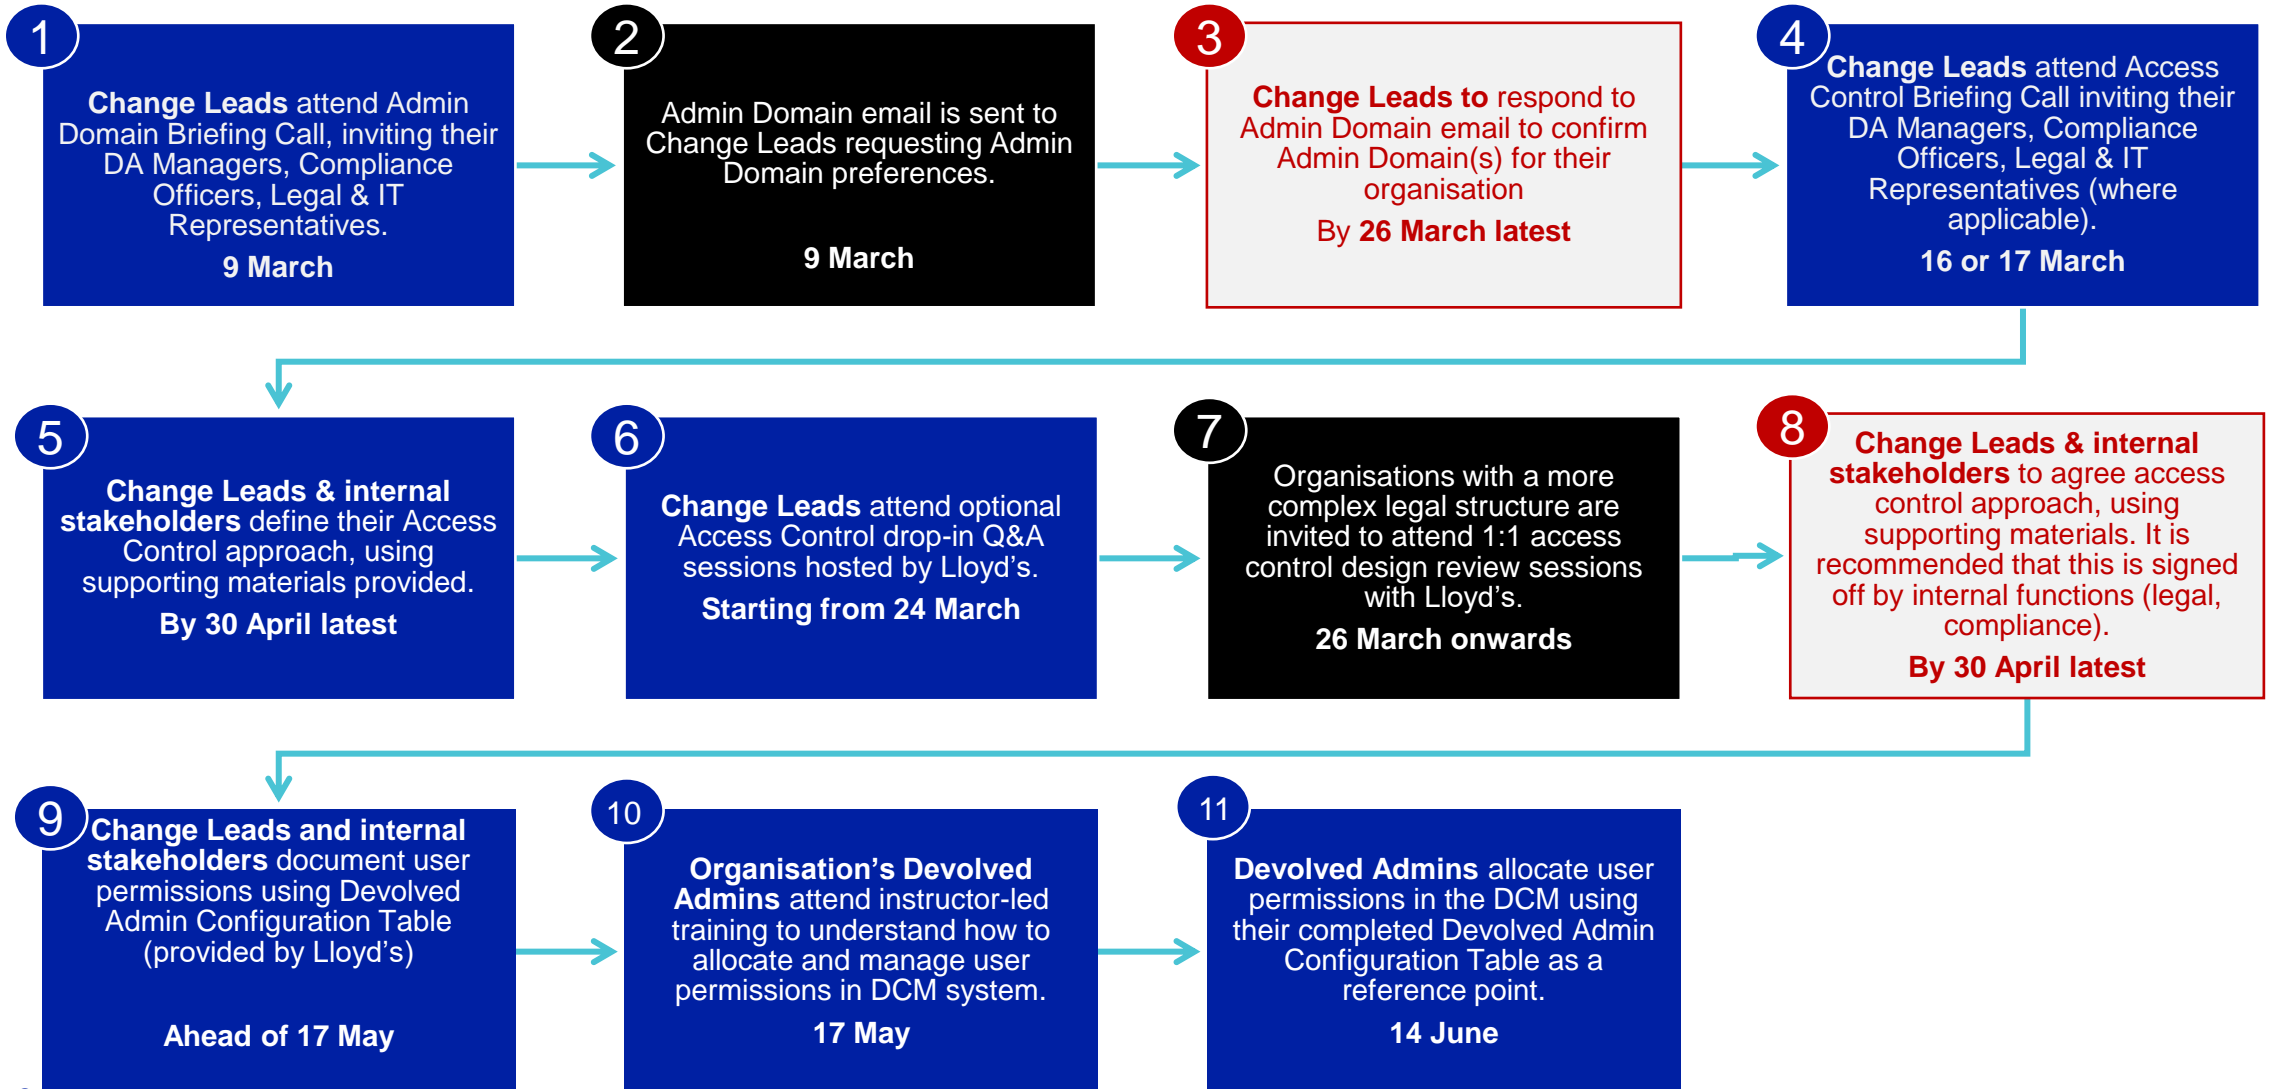 1
Change Leads attend Admin
Domain Briefing Call, inviting their
DA Managers, Compliance
Officers, Legal & IT
Representatives.
9 March
2
Admin Domain email is sent to
Change Leads requesting Admin
Domain preferences.
9 March
3
Change Leads to respond to
Admin Domain email to confirm
Admin Domain(s) for their
organisation
By 26 March latest
4
Change Leads attend Access
Control Briefing Call inviting their
DA Managers, Compliance
Officers, Legal & IT
Representatives (where
applicable).
16 or 17 March
5
Change Leads & internal
stakeholders define their Access
Control approach, using
supporting materials provided.
By 30 April latest
6
Change Leads attend optional
Access Control drop-in Q&A
sessions hosted by Lloyd's.
Starting from 24 March
7
Organisations with a more
complex legal structure are
invited to attend 1:1 access
control design review sessions
with Lloyd's.
26 March onwards
8
Change Leads & internal
stakeholders to agree access
control approach, using
supporting materials. It is
recommended that this is signed
off by internal functions (legal,
compliance).
By 30 April latest
9
Change Leads and internal
stakeholders document user
permissions using Devolved
Admin Configuration Table
(provided by Lloyd's)
Ahead of 17 May
10
Organisation's Devolved
Admins attend instructor-led
training to understand how to
allocate and manage user
permissions in DCM system.
17 May
11
Devolved Admins allocate user
permissions in the DCM using
their completed Devolved Admin
Configuration Table as a
reference point.
14 June